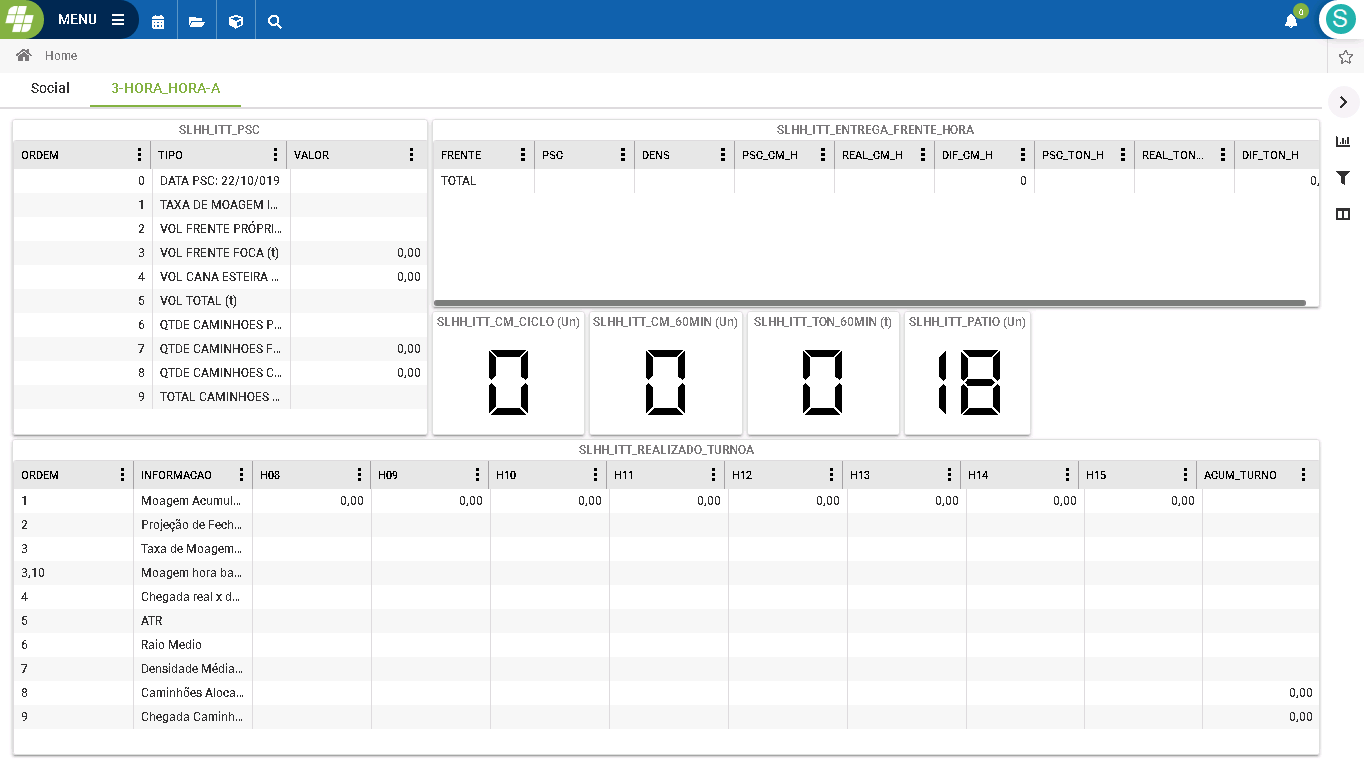 MENU
0
S
Home
Social 3-HORA_HORA-A
SLHH_ITT_PSC
ORDEM TIPO VALOR
0 DATA PSC: 22/10/019
1 TAXA DE MOAGEM I...
2 VOL FRENTE PRÓPRI...
3 VOL FRENTE FOCA (t) 0,00
4 VOL CANA ESTEIRA ... 0,00
5 VOL TOTAL (t)
6 QTDE CAMINHOES P...
7 QTDE CAMINHOES F... 0,00
8 QTDE CAMINHOES C... 0,00
9 TOTAL CAMINHOES ...
SLHH_ITT_ENTREGA_FRENTE_HORA
FRENTE PSC DENS PSC_CM_H REAL_CM_H DIF_CM_H PSC_TON_H REAL_TON... DIF_TON_H
TOTAL 0 0,
SLHH_ITT_CM_CICLO (Un) SLHH_ITT_CM_60MIN (Un) SLHH_ITT_TON_60MIN (t) SLHH_ITT_PATIO (Un)
0 0 0 18
SLHH_ITT_REALIZADO_TURNOA
ORDEM INFORMACAO H08 H09 H10 H11 H12 H13 H14 H15 ACUM_TURNO
1 Moagem Acumul... 0,00 0,00 0,00 0,00 0,00 0,00 0,00 0,00
2 Projeção de Fech...
3 Taxa de Moagem...
3,10 Moagem hora ba...
4 Chegada real x d...
5 ATR
6 Raio Medio
7 Densidade Média...
8 Caminhões Aloca... 0,00
9 Chegada Caminh... 0,00